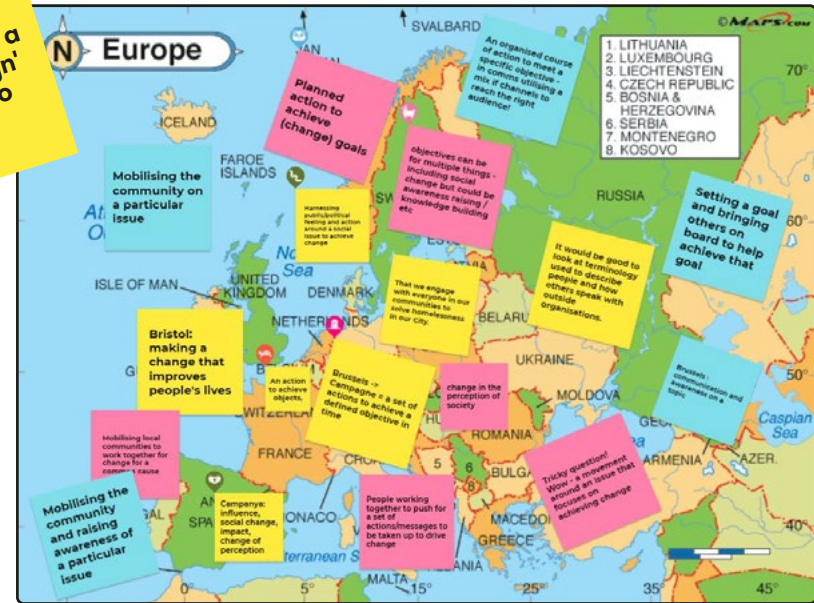 a
gn'
o
N
Europe
SVALBARD
©MAPS.com
1. LITHUANIA
2. LUXEMBOURG
3. LIECHTENSTEIN
4. CZECH REPUBLIC
5. BOSNIA &
HERZEGOVINA
6. SERBIA
7. MONTENEGRO
8. KOSOVO
70°
ICELAND
FAROE
ISLANDS
RUSSIA
60°
Planned
action to
achieve
(change) goals
An organised course
of action to meet a
specific objective -
in comms utilising a
mix if channels to
reach the right
audience!
objectives can be
for multiple things -
including social
change but could be
awareness raising /
knowledge building
etc
Mobilising the
community on
a particular
issue
Harnessing
public/political
feeling and action
around a social
issue to achieve
change
Setting a goal
and bringing
others on
board to help
achieve that
goal
It would be good to
look at terminology
used to describe
people and how
others speak with
outside
organisations.
That we engage
with everyone in our
communities to
solve homelessness
in our City.
Sea
ISLE OF MAN
UNITED
KINGDOM
DENMARK
NETHERLANDS
BELARU
UKRAINE
50°
MOLDOVA
Bristol:
making a
change that
improves
people's lives
An action
to achieve
objects,
Brussels ->
Campagne = a set of
actions to achieve a
defined objective in
time
change in the
perception of
society
Brussels :
communication and
awareness on a
topic
Caspian
Sea
ROMANIA
FRANCE
ARMENIA
AZER.
5
6
8
BULGA
Mobilising local
communities to
work together for
change for a
common cause
Tricky question!
Wow - a movement
around an issue that
focuses on
achieving change
Mobilising the
community
and raising
awareness of
a particular
issue
Campanya:
influence,
social change,
impact,
change of
perception
People working
together to push for
a set of
actions/messages to
be taken up to drive
change
SPA
MONACO
MACEDO
GREECE
40°
MALTA
0°
5°
15°
25°
35°
45°